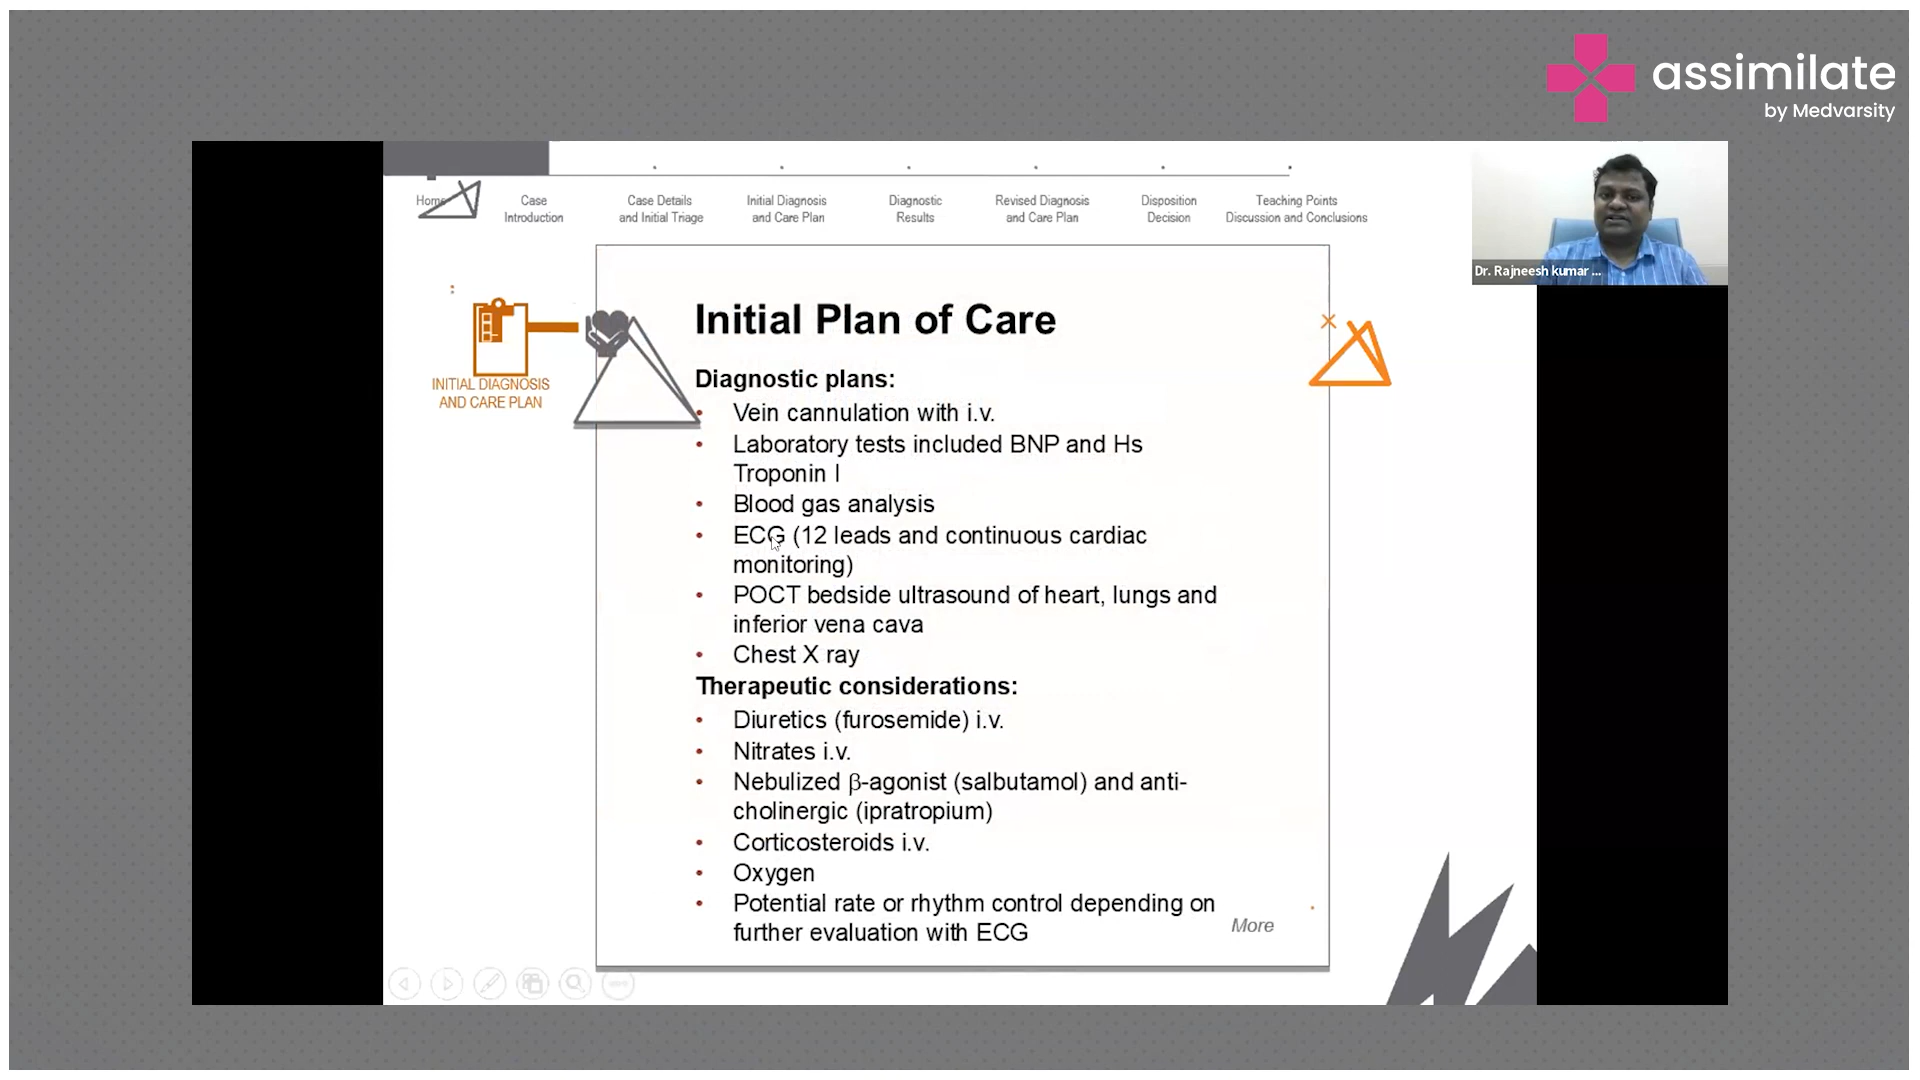 assimilate
by Medvarsity
Home
Case
Introduction
Case Details
and Initial Triage
Initial Diagnosis
and Care Plan
Diagnostic
Results
Revised Diagnosis
and Care Plan
Disposition
Decision
Teaching Points
Discussion and Conclusions
Dr. Rajneesh kumar ...
INITIAL DIAGNOSIS
AND CARE PLAN
Initial Plan of Care
Diagnostic plans:
• Vein cannulation with i.v.
• Laboratory tests included BNP and Hs
Troponin I
• Blood gas analysis
• ECG (12 leads and continuous cardiac
monitoring)
• POCT bedside ultrasound of heart, lungs and
inferior vena cava
• Chest X ray
Therapeutic considerations:
• Diuretics (furosemide) i.v.
• Nitrates i.v.
• Nebulized β-agonist (salbutamol) and anti-
cholinergic (ipratropium)
• Corticosteroids i.v.
• Oxygen
• Potential rate or rhythm control depending on
further evaluation with ECG
More